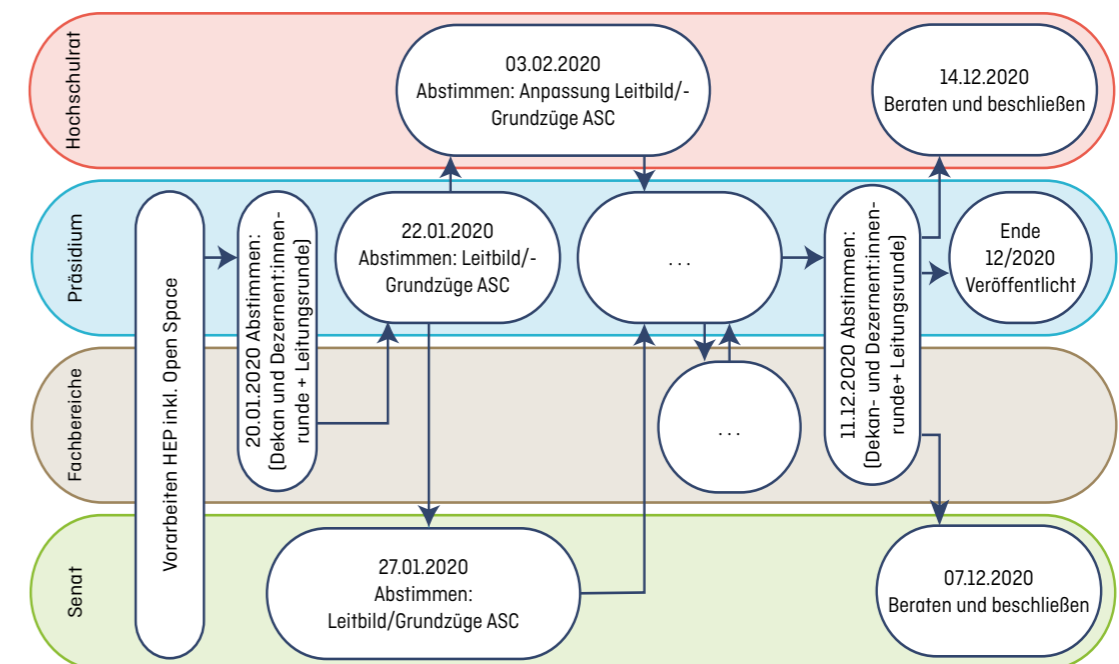 Hochschulrat
03.02.2020
Abstimmen: Anpassung Leitbild/-
Grundzüge ASC
14.12.2020
Beraten und beschließen
Präsidium
Vorarbeiten HEP inkl. Open Space
20.01.2020 Abstimmen:
(Dekan und Dezernent:innen-
runde + Leitungsrunde)
22.01.2020
Abstimmen: Leitbild/-
Grundzüge ASC
...
11.12.2020 Abstimmen:
(Dekan- und Dezernent:innen-
runde+ Leitungsrunde)
Ende
12/2020
Veröffentlicht
Fachbereiche
...
Senat
27.01.2020
Abstimmen:
Leitbild/Grundzüge ASC
07.12.2020
Beraten und beschließen